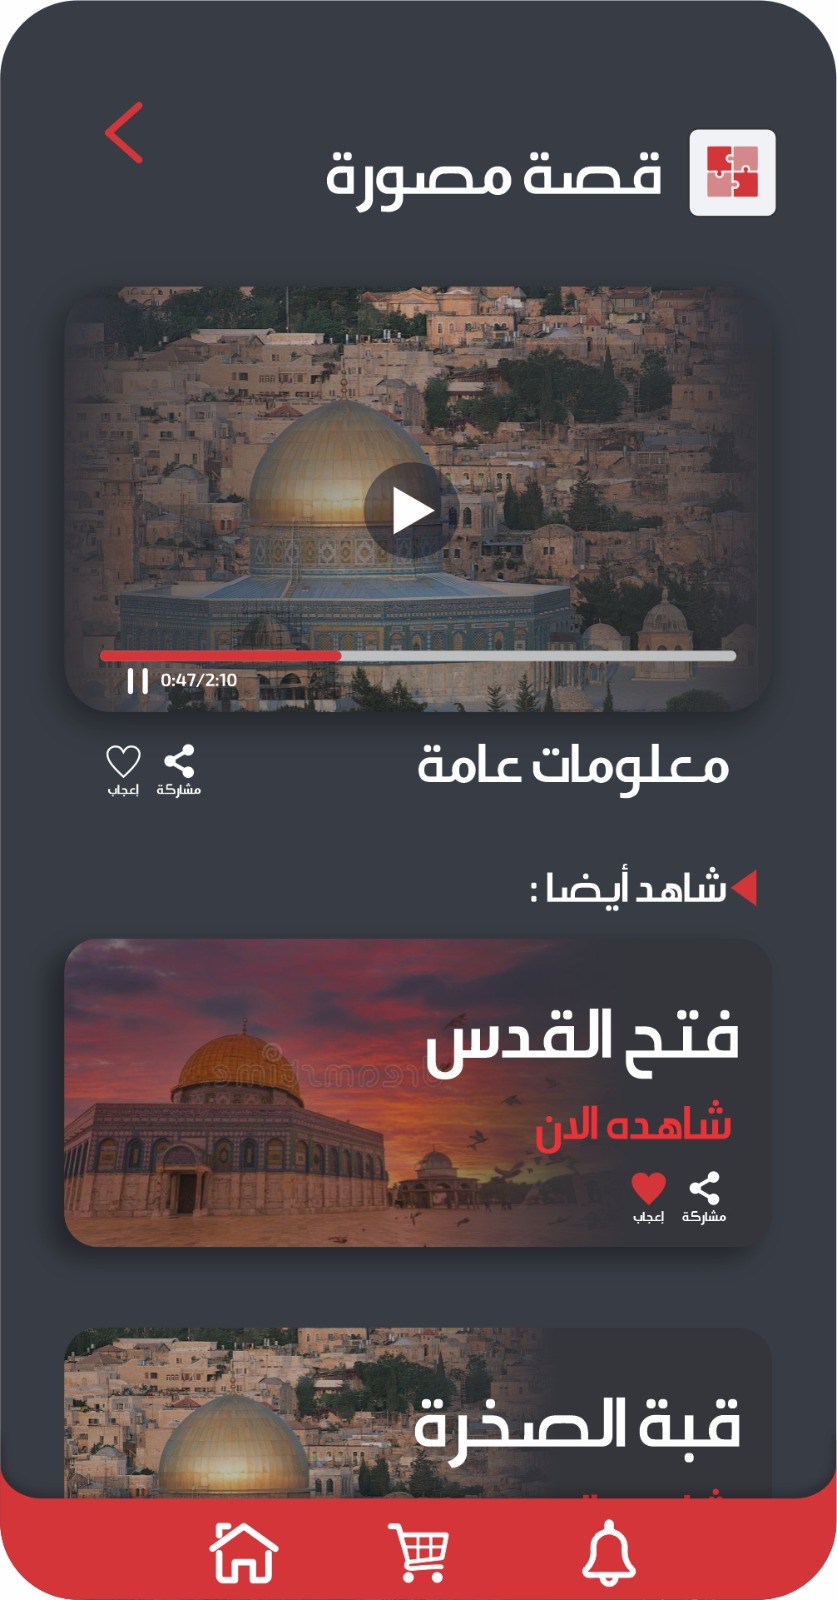 قصة مصورة
0:47/2:10
معلومات عامة
مشاركة
إعجاب
شاهد أيضا :
فتح القدس
شاهده الان
مشاركة
إعجاب
قبة الصخرة